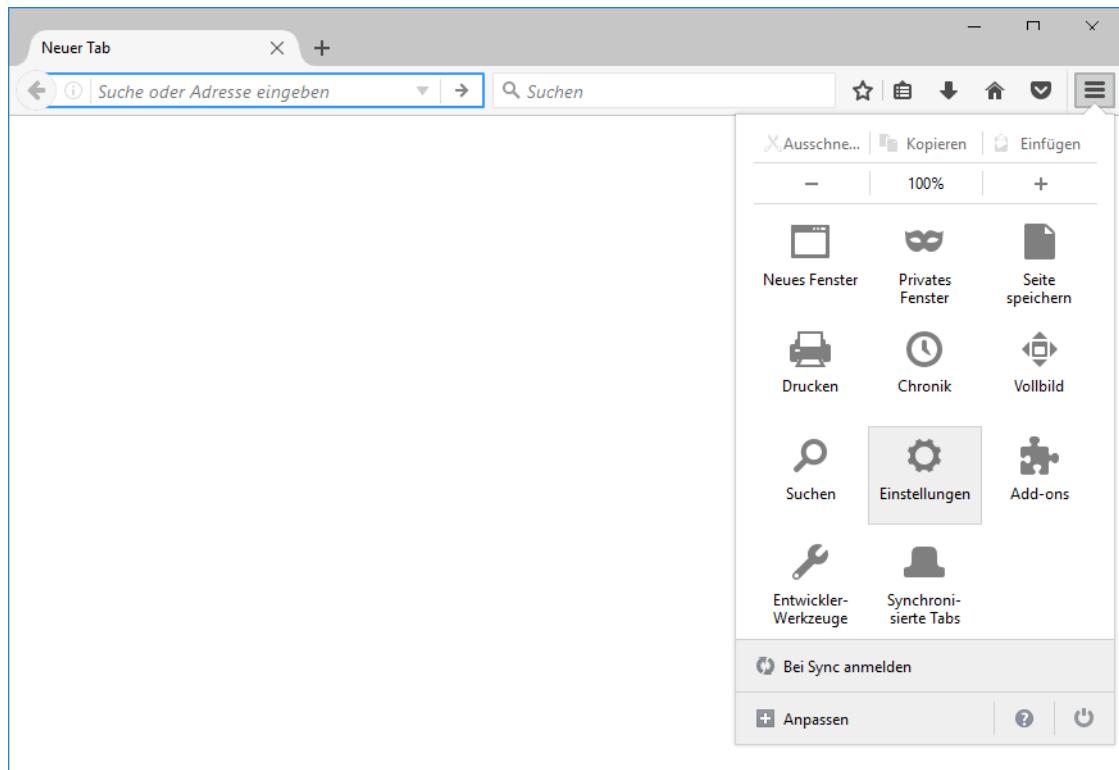 Neuer Tab
Suche oder Adresse eingeben
Suchen
Ausschne... Kopieren Einfügen
100%
Neues Fenster
Privates
Fenster
Seite
speichern
Drucken
Chronik
Vollbild
Suchen
Einstellungen
Add-ons
Entwickler-
Werkzeuge
Synchroni-
sierte Tabs
Bei Sync anmelden
Anpassen